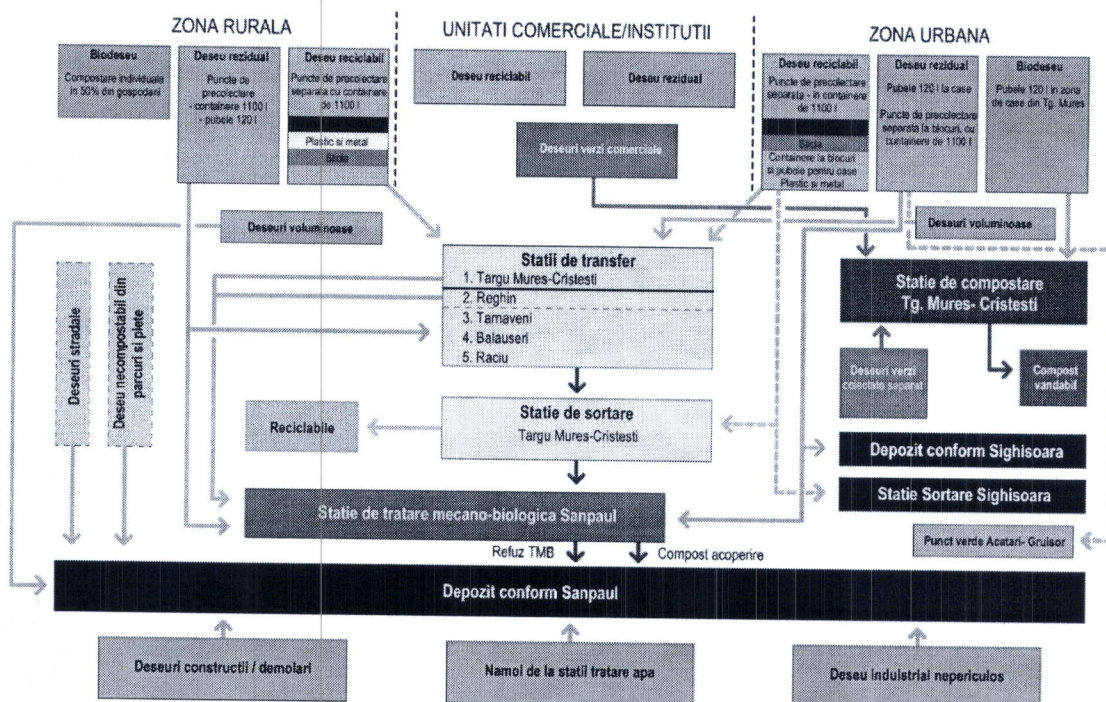 ZONA RURALA
UNITATI COMERCIALE/INSTITUTII
ZONA URBANA
Biodeseu
Compostare individuala
in 50% din gospodarii
Deseu rezidual
Puncte de
precolectare
- containere 1100 l
- pubele 120 l
Deseu reciclabil
Puncte de precolectare
separata cu containere
de 1100 l
Plastic si metal
Sticla
Deseu reciclabil
Deseu rezidual
Deseuri verzi comerciale
Deseu reciclabil
Puncte de precolectare
separata - in containere
de 1100 l
Sticla
Containere la blocuri
si pubele pentru case
Plastic si metal
Deseu rezidual
Pubele 120 l la case
Puncte de precolectare
separata la blocuri, cu
containere de 1100 l
Biodeseu
Pubele 120 l in zona
de case din Tg. Mures
Deseuri voluminoase
Deseuri voluminoase
Statii de transfer
1. Targu Mures-Cristesti
2. Reghin
3. Tarnaveni
4. Balauseri
5. Raciu
Statie de compostare
Tg. Mures- Cristesti
Deseuri stradale
Deseu necompostabil din
parcuri si piete
Deseuri verzi
colectate separat
Compost
vandabil
Reciclabile
Statie de sortare
Targu Mures-Cristesti
Depozit conform Sighisoara
Statie Sortare Sighisoara
Statie de tratare mecano-biologica Sanpaul
Punct verde Acatari- Gruisor
Refuz TMB
Compost acoperire
Depozit conform Sanpaul
Deseuri constructii / demolari
Namol de la statii tratare apa
Deseu industrial nepericulos